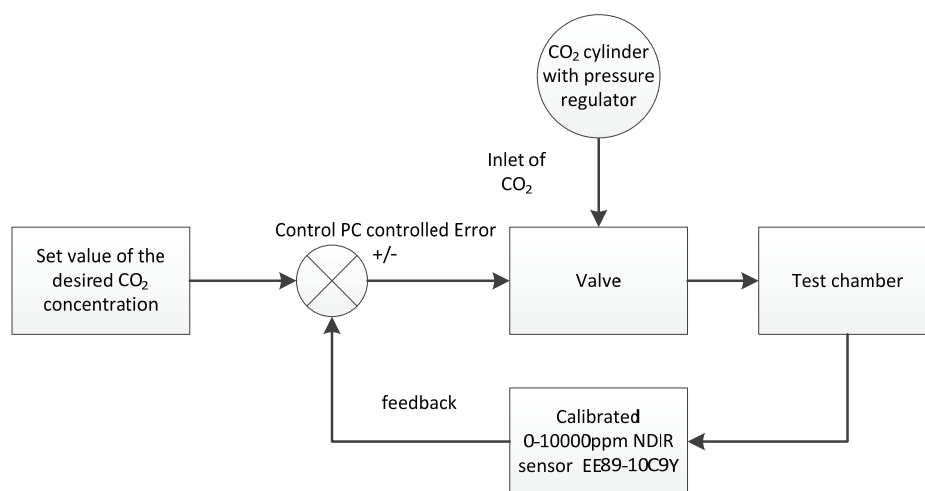 CO₂ cylinder
with pressure
regulator
Inlet of
CO₂
Control PC controlled Error
+/-
Set value of the
desired CO₂
concentration
Valve
Test chamber
feedback
Calibrated
0-10000ppm NDIR
sensor EE89-10C9Y